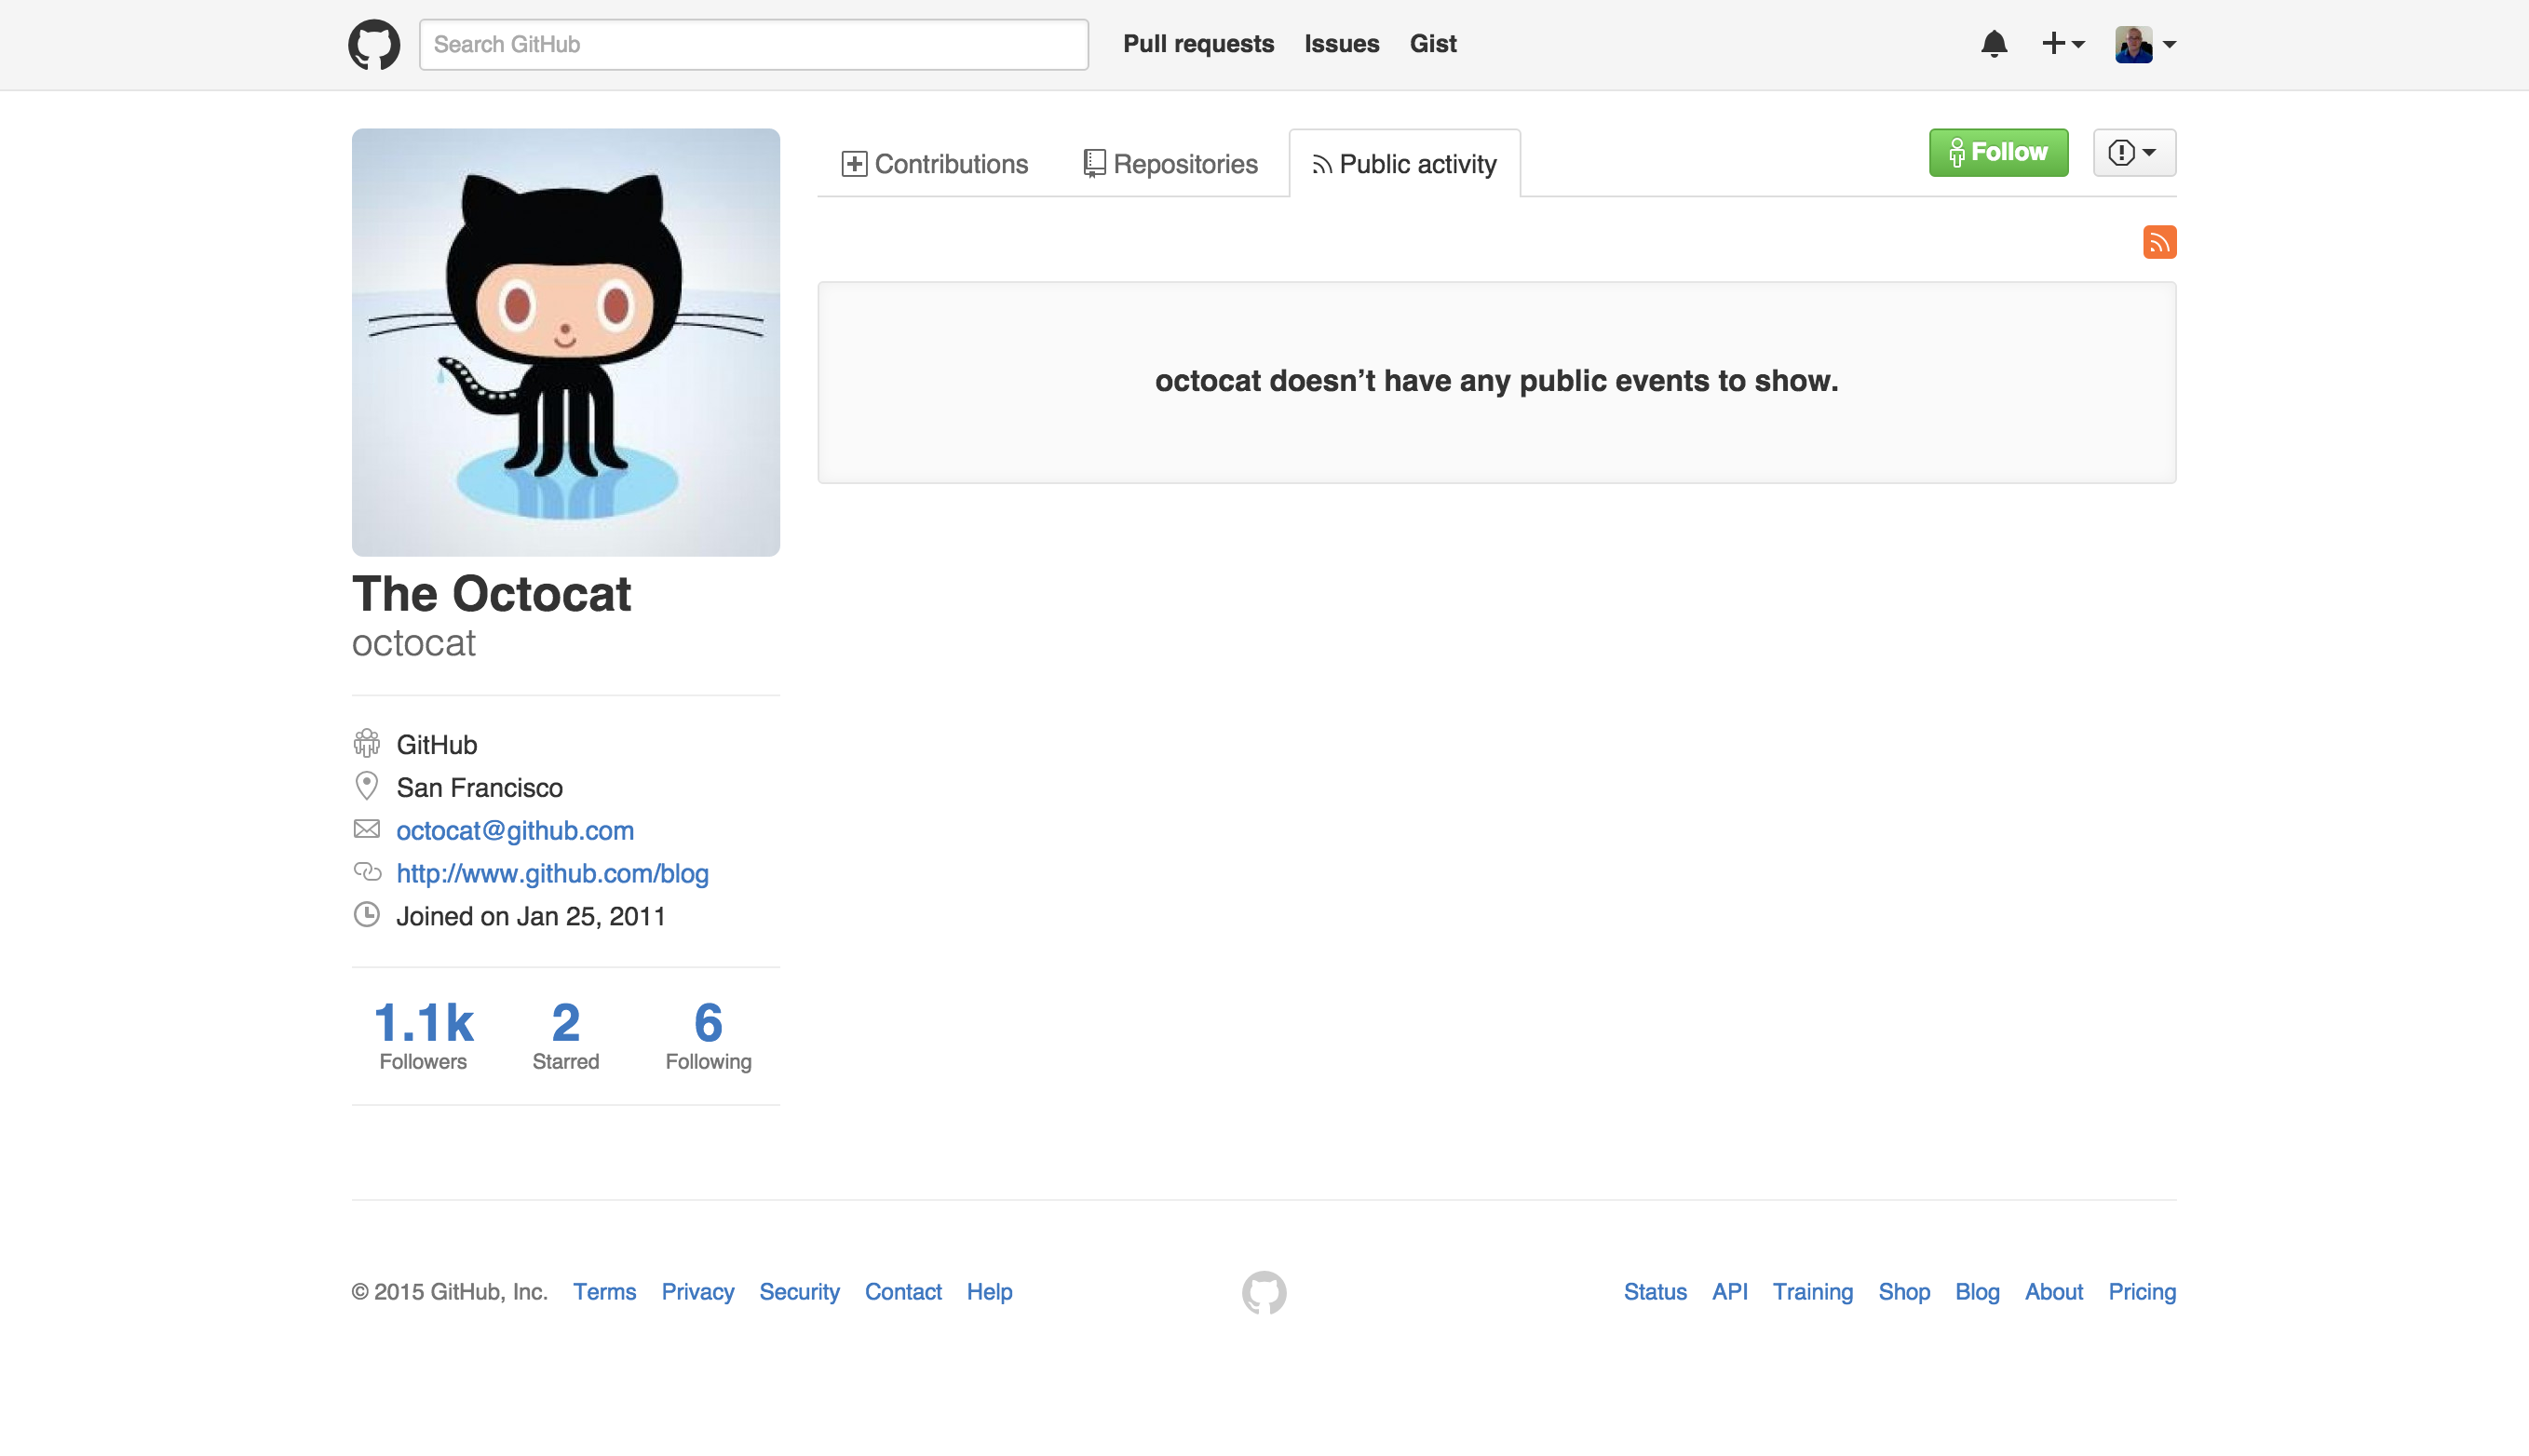 Search GitHub
Pull requests Issues Gist
Contributions Repositories Public activity
Follow
octocat doesn’t have any public events to show.
The Octocat
octocat
GitHub
San Francisco
octocat@github.com
http://www.github.com/blog
Joined on Jan 25, 2011
1.1k 2 6
Followers Starred Following
© 2015 GitHub, Inc. Terms Privacy Security Contact Help
Status API Training Shop Blog About Pricing